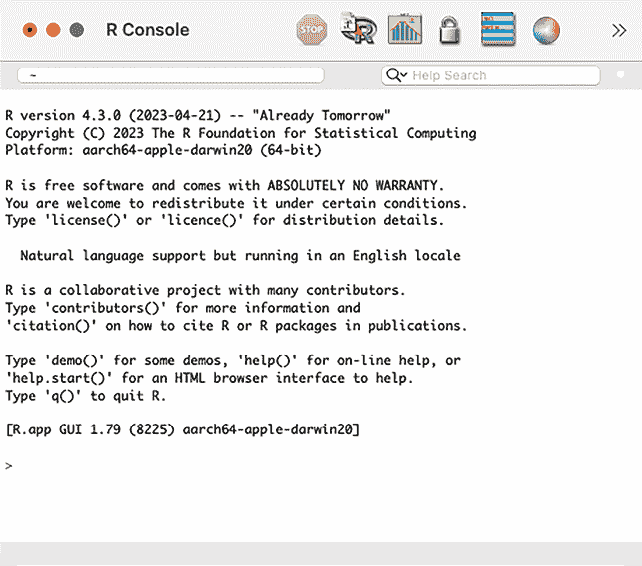 R Console
STOP
~
Help Search
R version 4.3.0 (2023-04-21) -- "Already Tomorrow"
Copyright (C) 2023 The R Foundation for Statistical Computing
Platform: aarch64-apple-darwin20 (64-bit)
R is free software and comes with ABSOLUTELY NO WARRANTY.
You are welcome to redistribute it under certain conditions.
Type 'license()' or 'licence()' for distribution details.
Natural language support but running in an English locale
R is a collaborative project with many contributors.
Type 'contributors()' for more information and
'citation()' on how to cite R or R packages in publications.
Type 'demo()' for some demos, 'help()' for on-line help, or
'help.start()' for an HTML browser interface to help.
Type 'q()' to quit R.
[R.app GUI 1.79 (8225) aarch64-apple-darwin20]
>